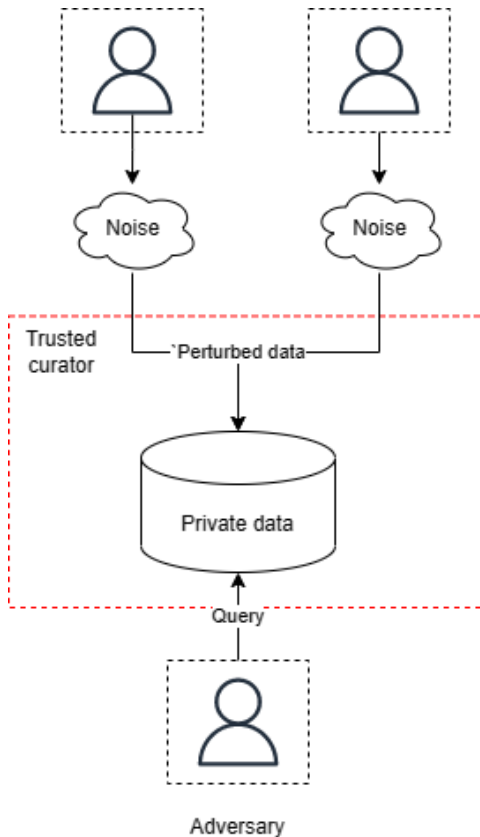 Noise
Noise
Trusted
curator
`Perturbed data
Private data
Query
Adversary